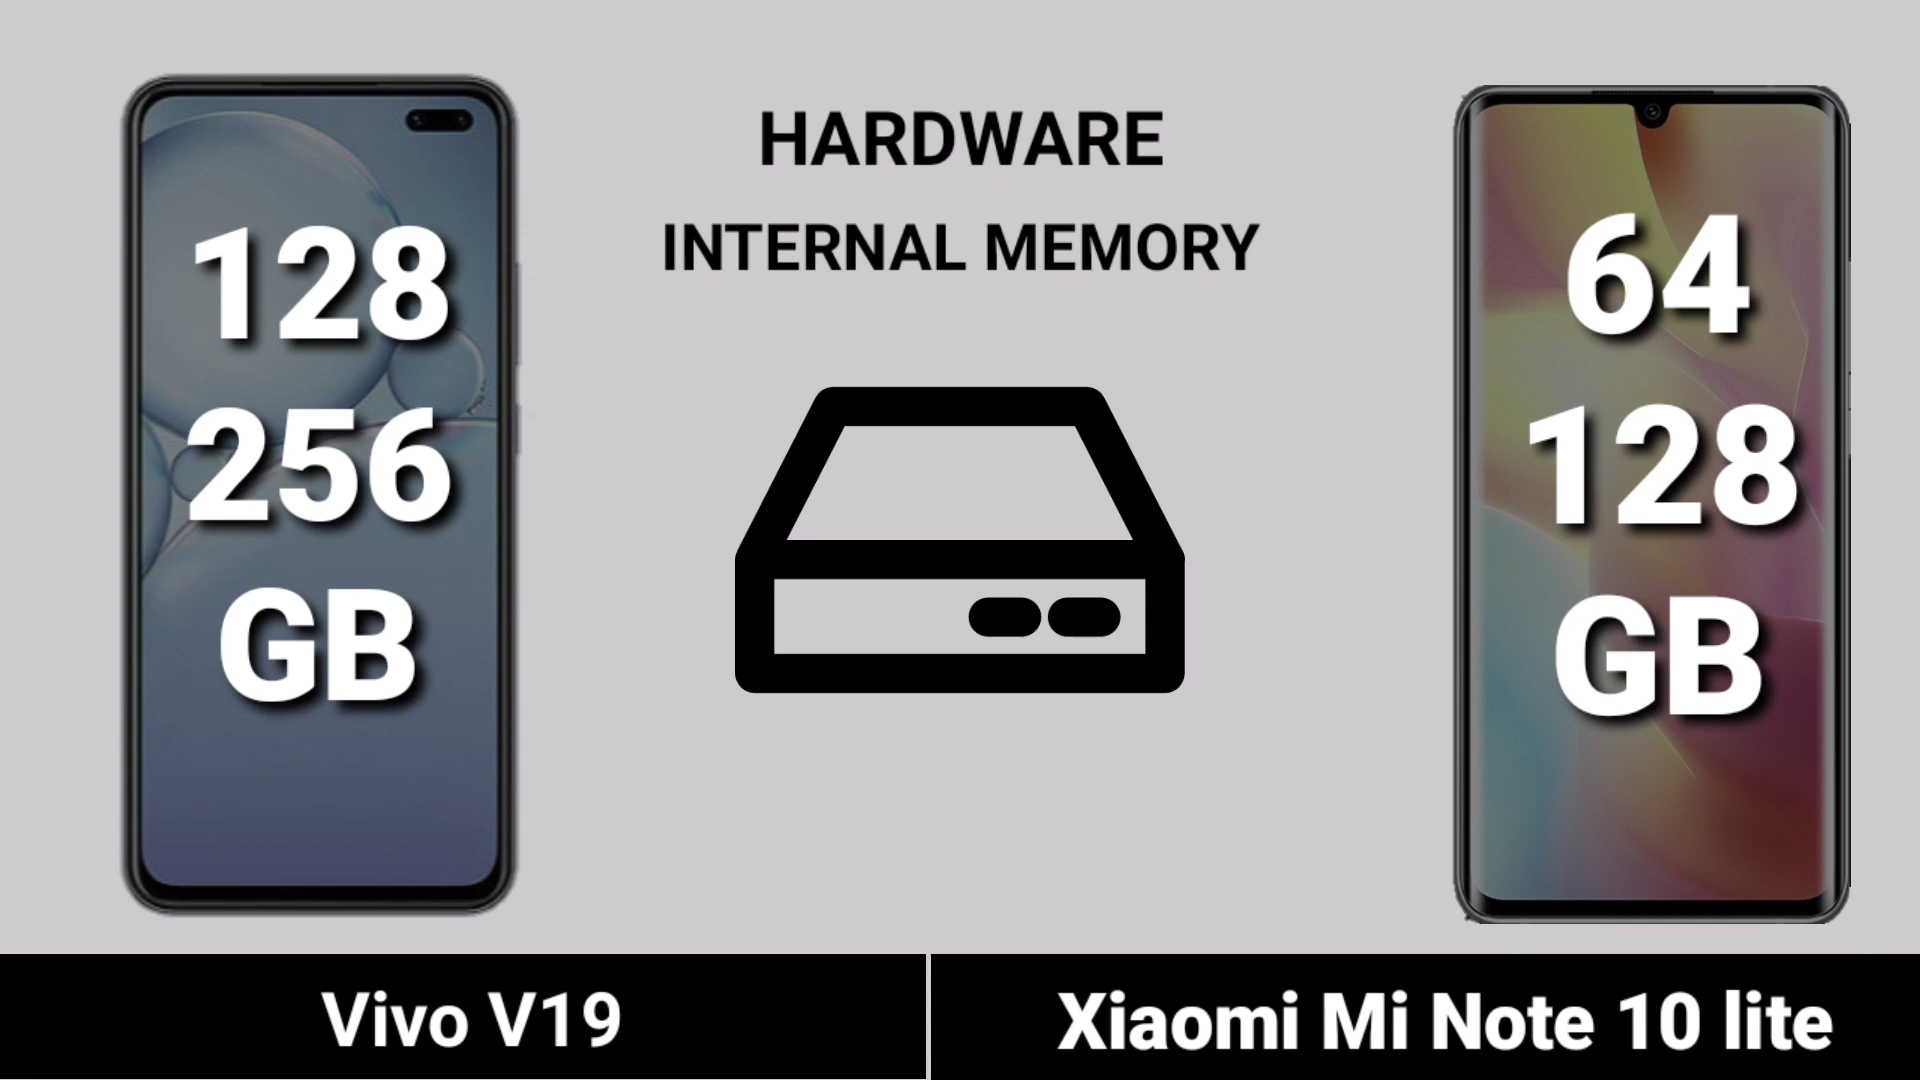 HARDWARE
INTERNAL MEMORY
128
256
GB
64
128
GB
Vivo V19
Xiaomi Mi Note 10 lite